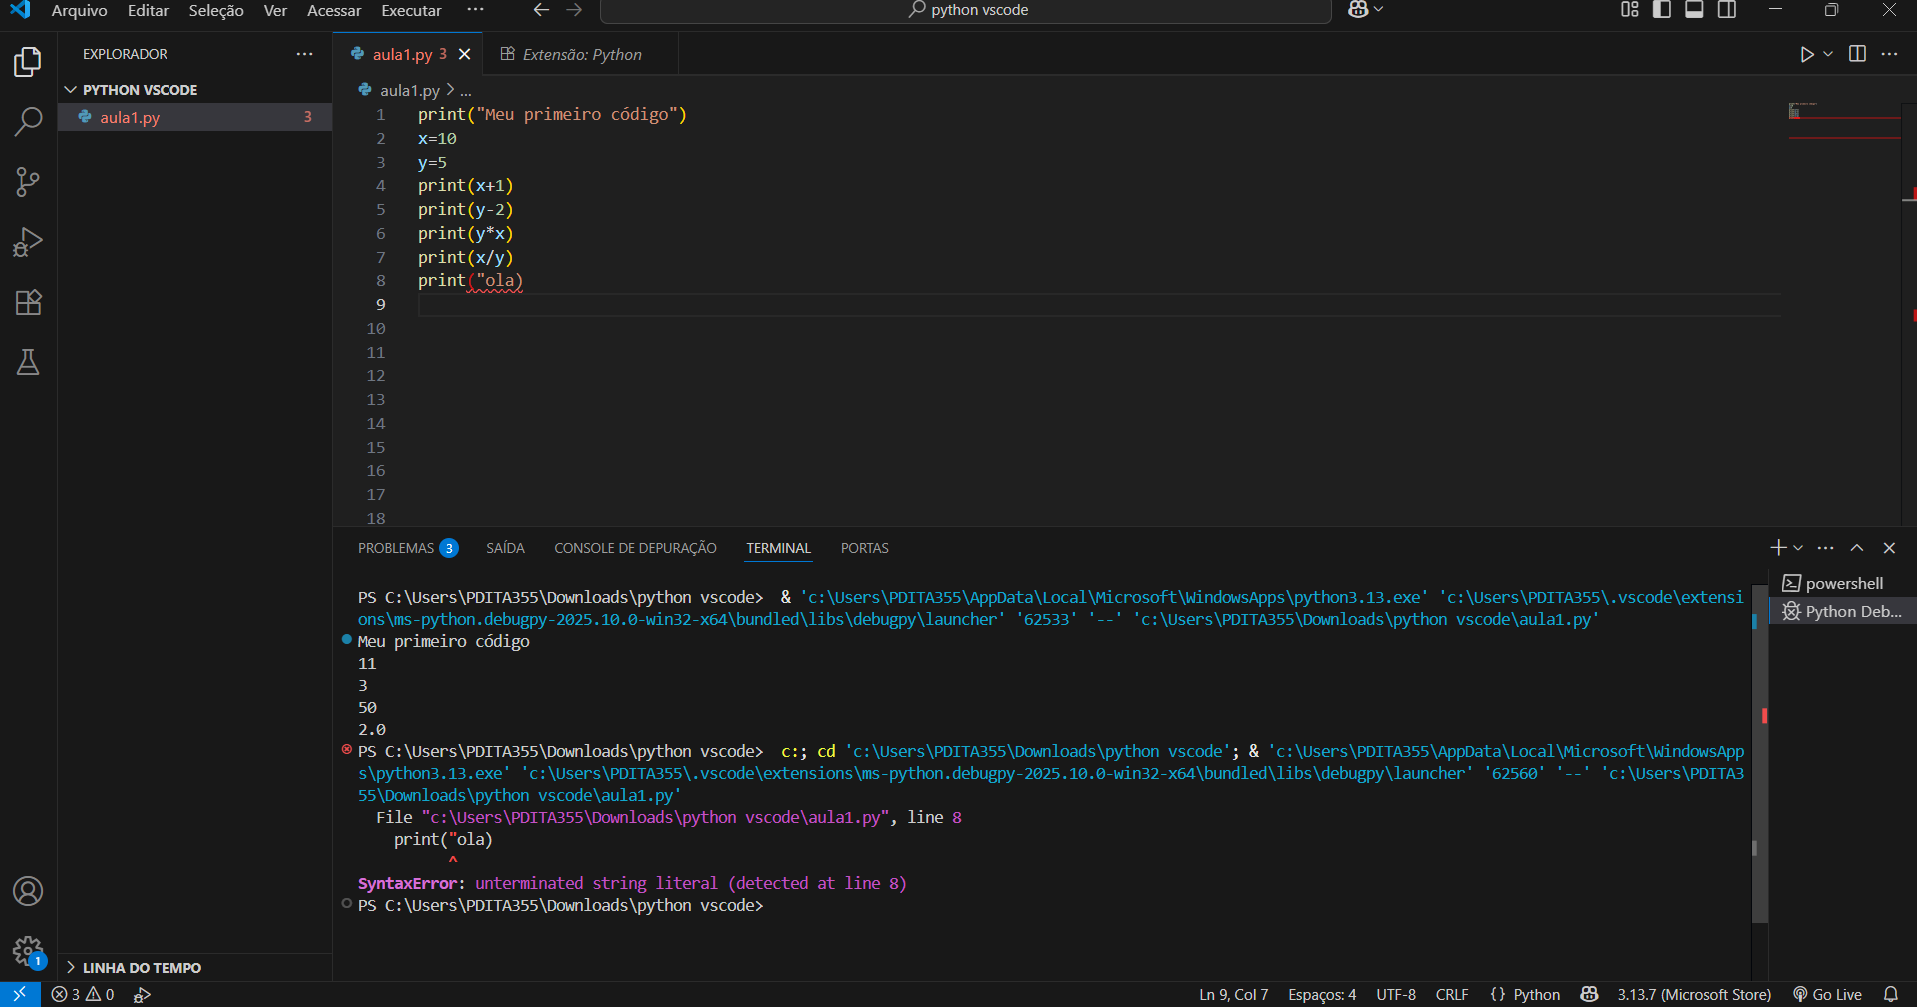 Arquivo Editar Seleção Ver Acessar Executar ··· python vscode
EXPLORADOR ···
PYTHON VSCODE
aula1.py 3
aula1.py 3 Extensão: Python
aula1.py > ...
1 print("Meu primeiro código")
2 x=10
3 y=5
4 print(x+1)
5 print(y-2)
6 print(y*x)
7 print(x/y)
8 print("ola)
9
10
11
12
13
14
15
16
17
18
PROBLEMAS 3 SAÍDA CONSOLE DE DEPURAÇÃO TERMINAL PORTAS
powershell
Python Deb...
PS C:\Users\PDITA355\Downloads\python vscode>  & 'c:\Users\PDITA355\AppData\Local\Microsoft\WindowsApps\python3.13.exe' 'c:\Users\PDITA355\.vscode\extensi
ons\ms-python.debugpy-2025.10.0-win32-x64\bundled\libs\debugpy\launcher' '62533' '--' 'c:\Users\PDITA355\Downloads\python vscode\aula1.py'
Meu primeiro código
11
3
50
2.0
PS C:\Users\PDITA355\Downloads\python vscode>  c:; cd 'c:\Users\PDITA355\Downloads\python vscode'; & 'c:\Users\PDITA355\AppData\Local\Microsoft\WindowsApp
s\python3.13.exe' 'c:\Users\PDITA355\.vscode\extensions\ms-python.debugpy-2025.10.0-win32-x64\bundled\libs\debugpy\launcher' '62560' '--' 'c:\Users\PDITA3
55\Downloads\python vscode\aula1.py'
File "c:\Users\PDITA355\Downloads\python vscode\aula1.py", line 8
print("ola)
^
SyntaxError: unterminated string literal (detected at line 8)
PS C:\Users\PDITA355\Downloads\python vscode>
1
LINHA DO TEMPO
3 0 Ln 9, Col 7 Espaços: 4 UTF-8 CRLF {} Python 3.13.7 (Microsoft Store) Go Live